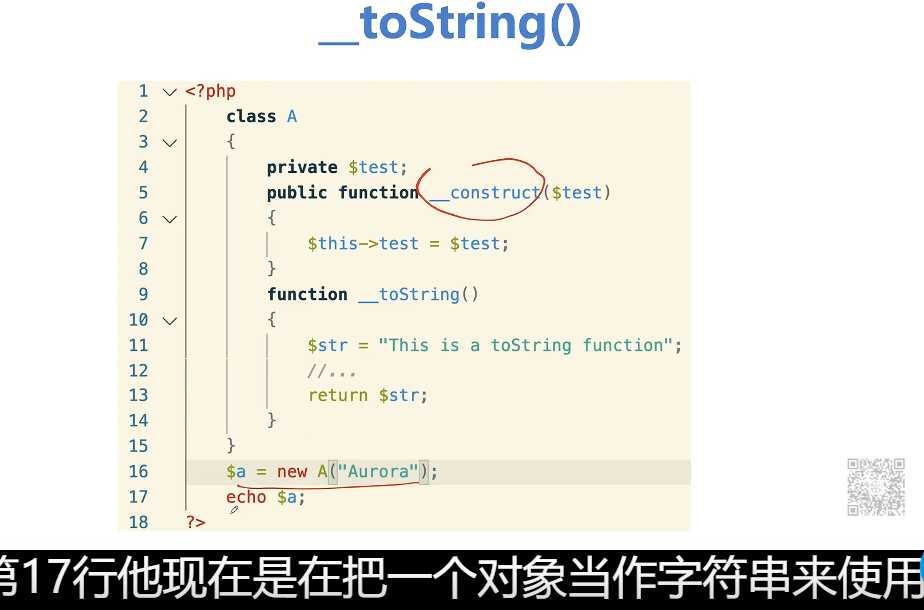 __toString()
1 <?php
2 class A
3 {
4 private $test;
5 public function __construct($test)
6 {
7 $this->test = $test;
8 }
9 function __toString()
10 {
11 $str = "This is a toString function";
12 //...
13 return $str;
14 }
15 }
16 $a = new A("Aurora");
17 echo $a;
18 ?>
第17行他现在是在把一个对象当作字符串来使用